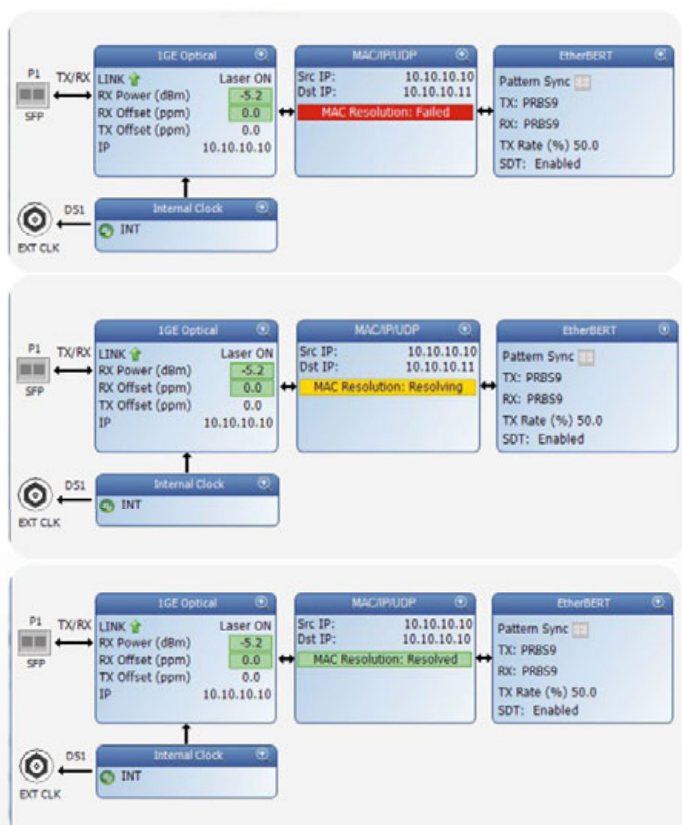 1GE Optical
MAC/IP/UDP
EtherBERT
P1 TX/RX
SFP
LINK Laser ON
RX Power (dBm) -5.2
RX Offset (ppm) 0.0
TX Offset (ppm) 0.0
IP 10.10.10.10
Src IP: 10.10.10.10
Dst IP: 10.10.10.11
MAC Resolution: Failed
Pattern Sync
TX: PRBS9
RX: PRBS9
TX Rate (%) 50.0
SDT: Enabled
DS1
EXT CLK
Internal Clock
INT
1GE Optical
MAC/IP/UDP
EtherBERT
P1 TX/RX
SFP
LINK Laser ON
RX Power (dBm) -5.2
RX Offset (ppm) 0.0
TX Offset (ppm) 0.0
IP 10.10.10.10
Src IP: 10.10.10.10
Dst IP: 10.10.10.11
MAC Resolution: Resolving
Pattern Sync
TX: PRBS9
RX: PRBS9
TX Rate (%) 50.0
SDT: Enabled
DS1
EXT CLK
Internal Clock
INT
1GE Optical
MAC/IP/UDP
EtherBERT
P1 TX/RX
SFP
LINK Laser ON
RX Power (dBm) -5.2
RX Offset (ppm) 0.0
TX Offset (ppm) 0.0
IP 10.10.10.10
Src IP: 10.10.10.10
Dst IP: 10.10.10.10
MAC Resolution: Resolved
Pattern Sync
TX: PRBS9
RX: PRBS9
TX Rate (%) 50.0
SDT: Enabled
DS1
EXT CLK
Internal Clock
INT